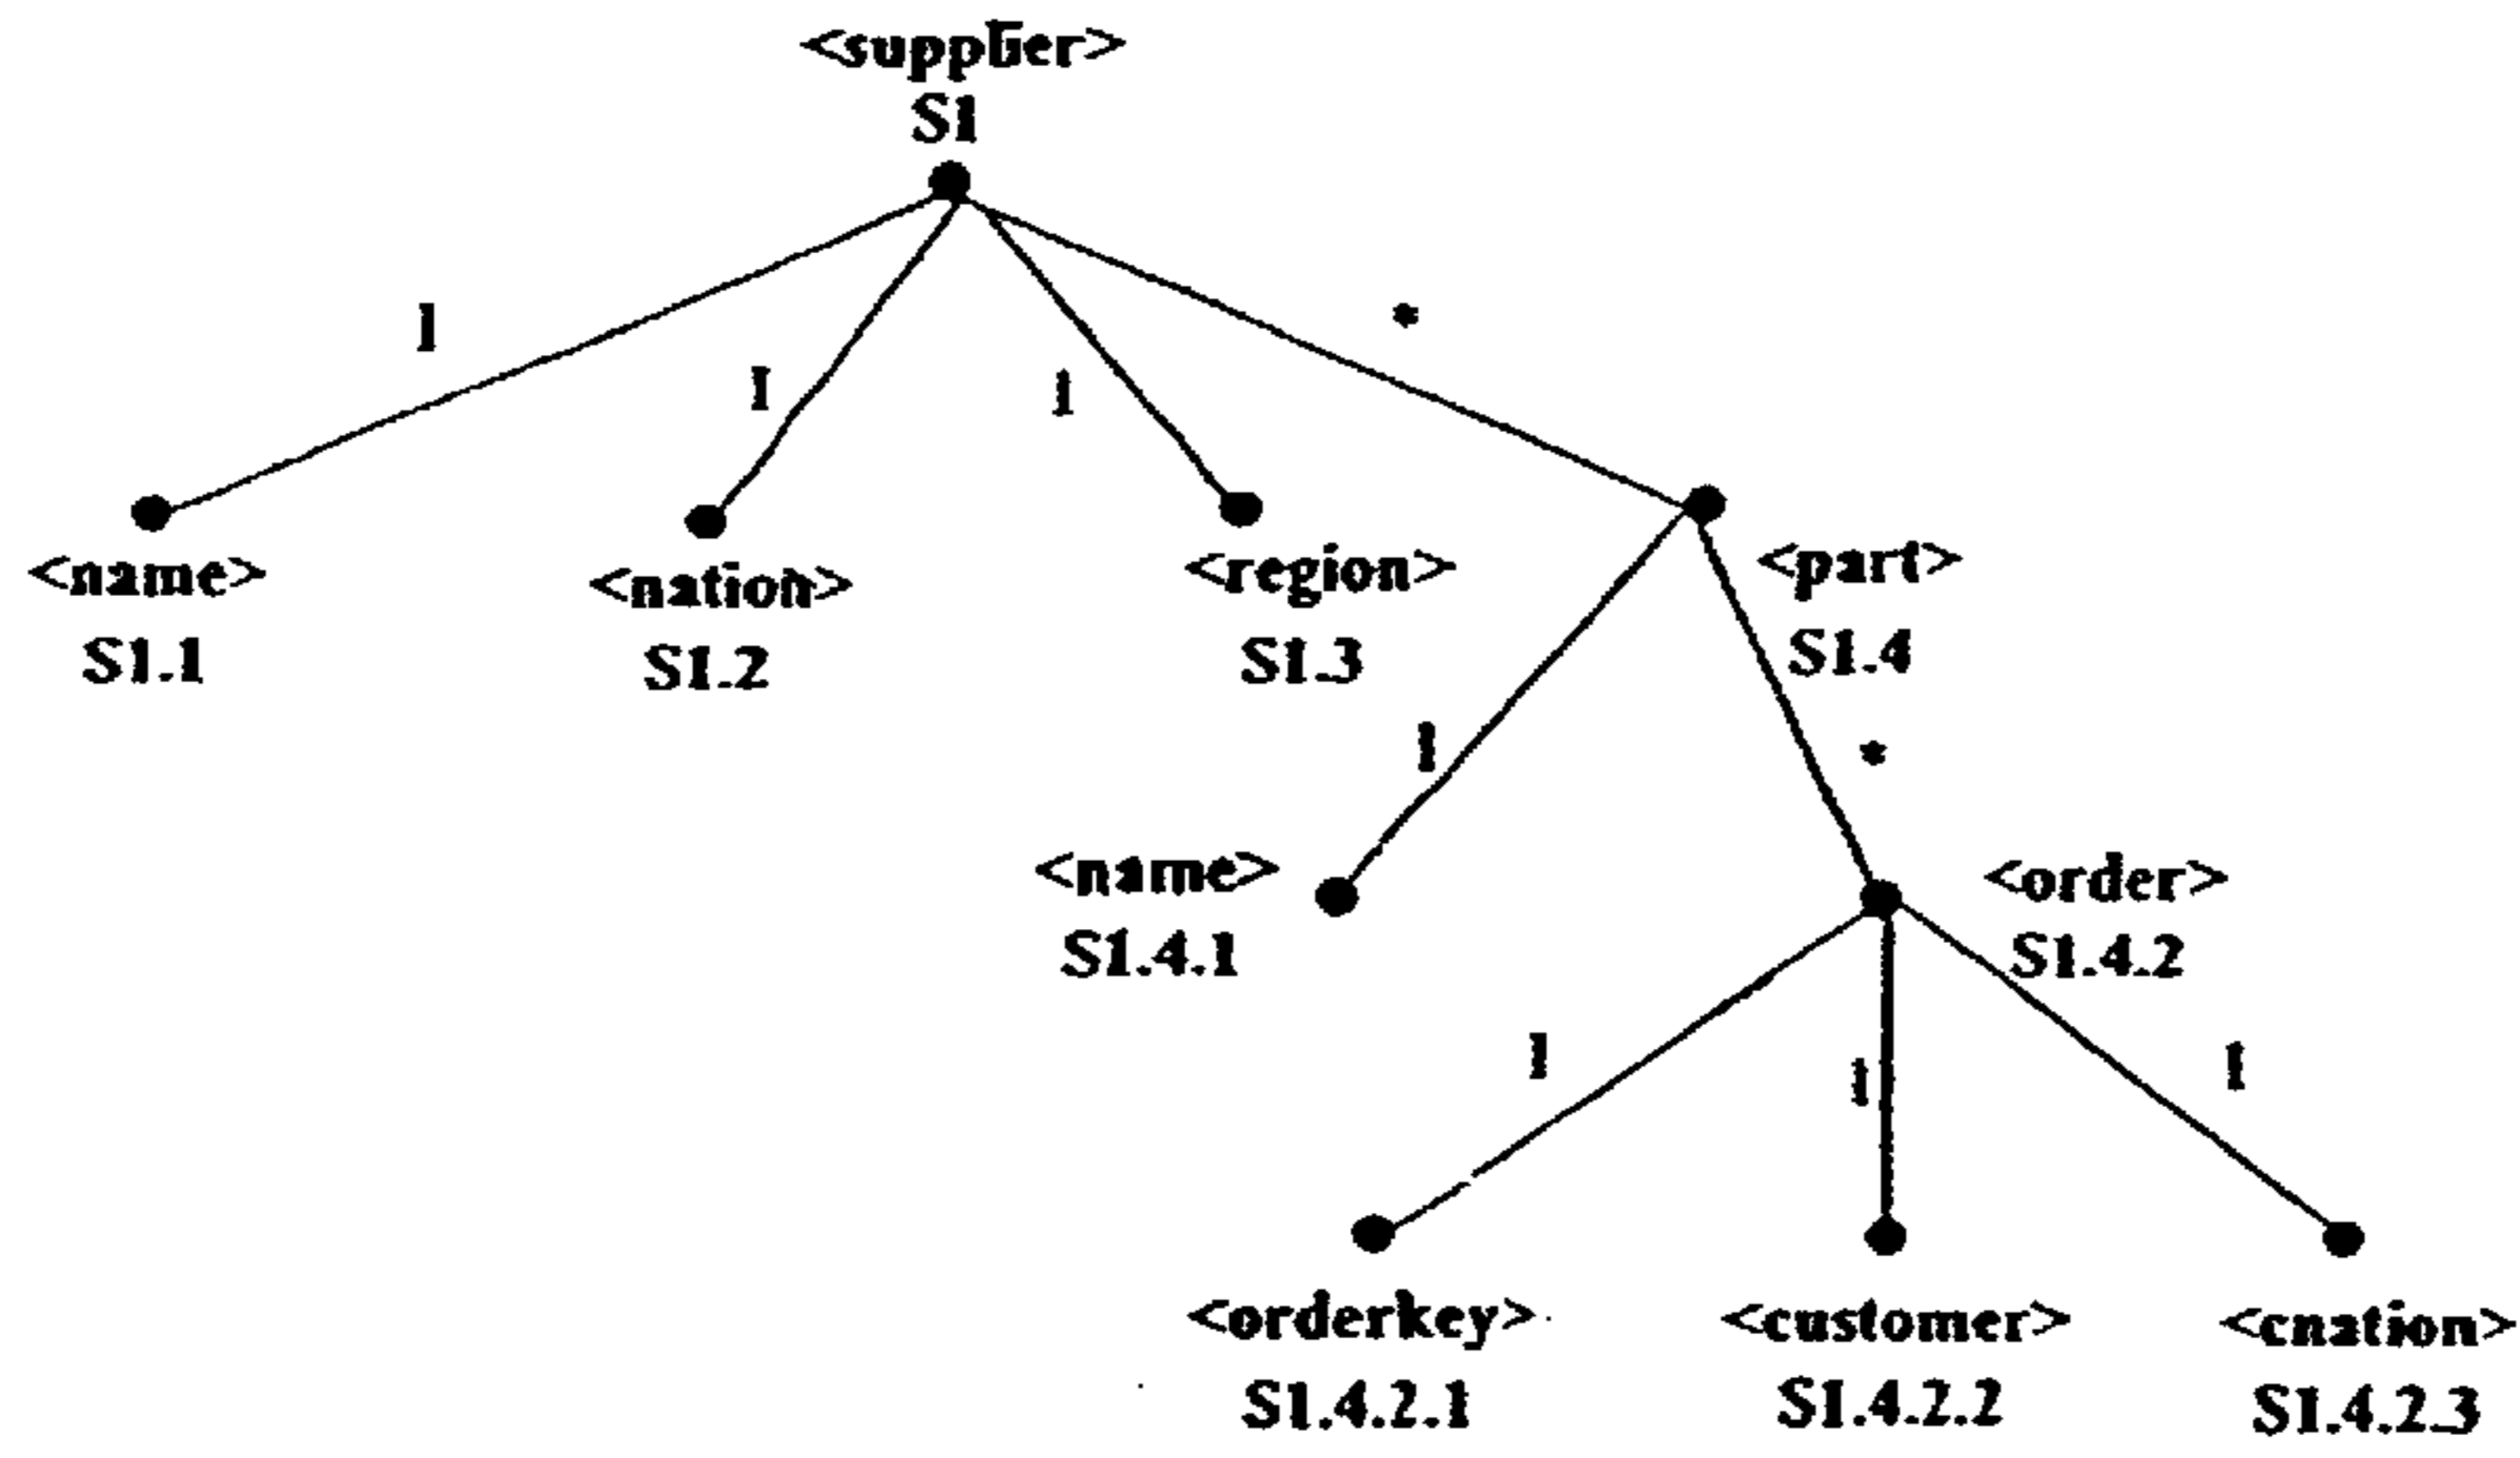 <supplier>
S1
1
*
1
1
<name>
S1.1
<nation>
S1.2
<region>
S1.3
<part>
S1.4
1
*
<name>
S1.4.1
<order>
S1.4.2
1
1
1
<orderkey>
S1.4.2.1
<customer>
S1.4.2.2
<cnation>
S1.4.2.3